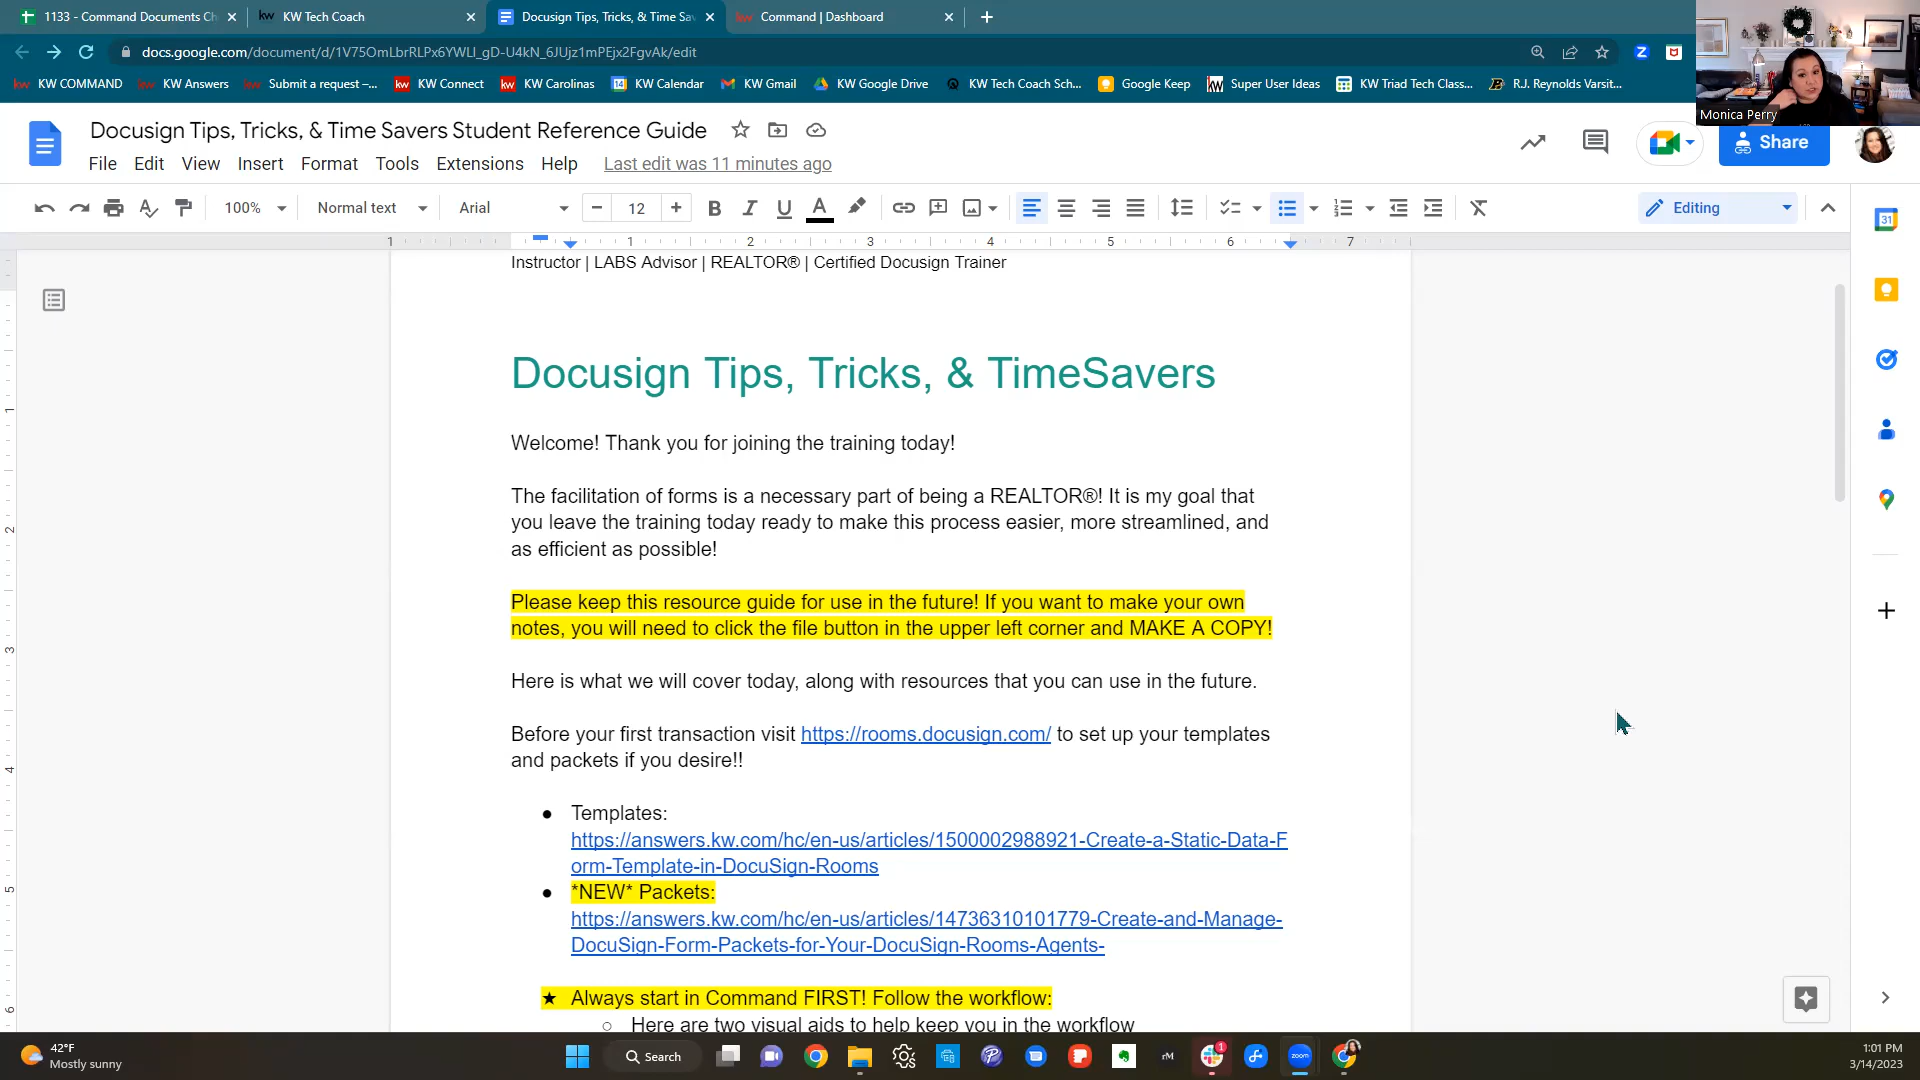 1133 - Command Documents Ch
KW Tech Coach
Docusign Tips, Tricks, & Time Sav
Command | Dashboard
docs.google.com/document/d/1V75OmLbrRLPx6YWLl_gD-U4kN_6JUjz1mPEjx2FgvAk/edit
KW COMMAND
KW Answers
Submit a request –...
KW Connect
KW Carolinas
KW Calendar
KW Gmail
KW Google Drive
KW Tech Coach Sch...
Google Keep
Super User Ideas
KW Triad Tech Class...
R.J. Reynolds Varsit...
Monica Perry
Docusign Tips, Tricks, & Time Savers Student Reference Guide
File Edit View Insert Format Tools Extensions Help Last edit was 11 minutes ago
Share
100% Normal text Arial 12 Editing
1 1 2 3 4 5 6 7
Instructor | LABS Advisor | REALTOR® | Certified Docusign Trainer
Docusign Tips, Tricks, & TimeSavers
Welcome! Thank you for joining the training today!
The facilitation of forms is a necessary part of being a REALTOR®! It is my goal that
you leave the training today ready to make this process easier, more streamlined, and
as efficient as possible!
Please keep this resource guide for use in the future! If you want to make your own
notes, you will need to click the file button in the upper left corner and MAKE A COPY!
Here is what we will cover today, along with resources that you can use in the future.
Before your first transaction visit https://rooms.docusign.com/ to set up your templates
and packets if you desire!!
● Templates:
https://answers.kw.com/hc/en-us/articles/1500002988921-Create-a-Static-Data-F
orm-Template-in-DocuSign-Rooms
● *NEW* Packets:
https://answers.kw.com/hc/en-us/articles/14736310101779-Create-and-Manage-
DocuSign-Form-Packets-for-Your-DocuSign-Rooms-Agents-
★ Always start in Command FIRST! Follow the workflow:
○ Here are two visual aids to help keep you in the workflow
42°F
Mostly sunny
Search
zoom
1:01 PM
3/14/2023